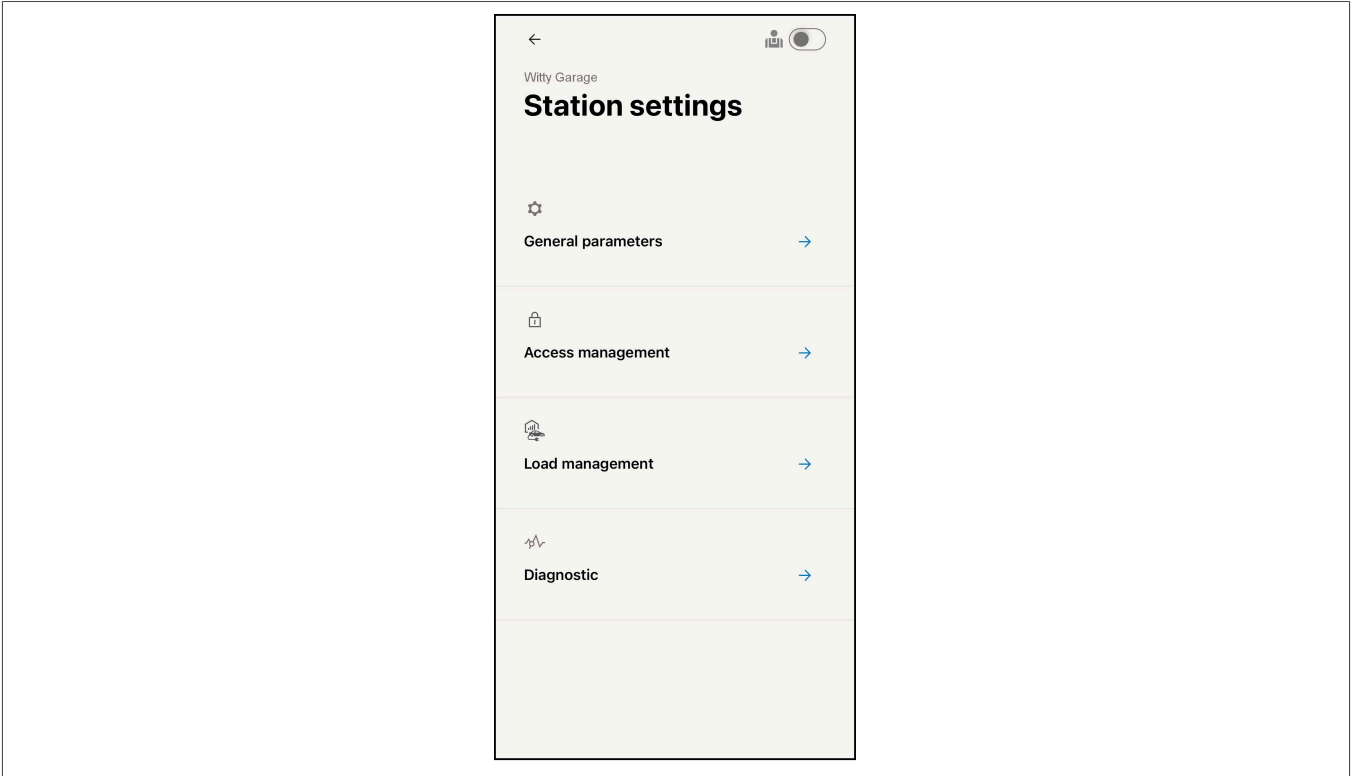 Witty Garage
Station settings
General parameters
Access management
Load management
Diagnostic